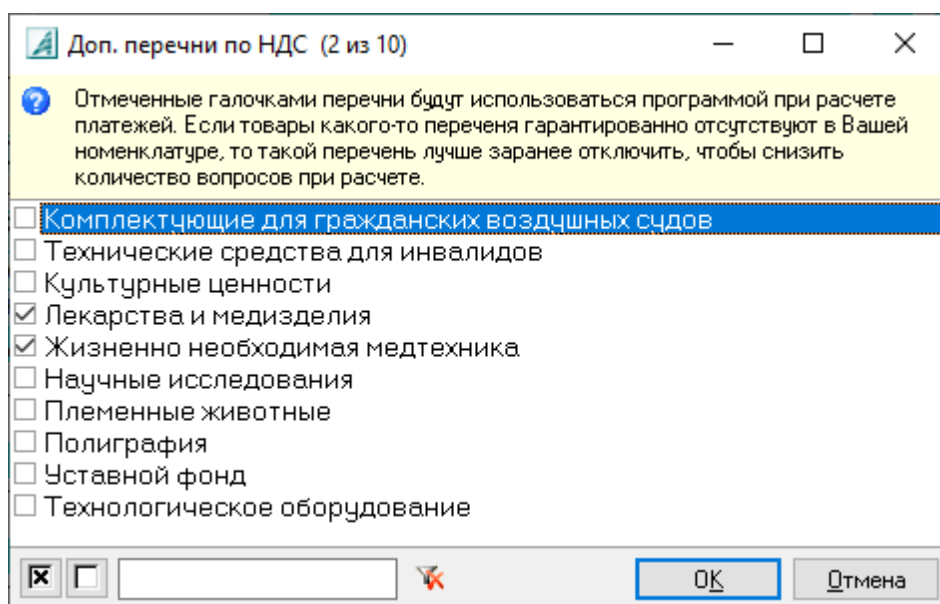 Доп. перечни по НДС (2 из 10)
Отмеченные галочками перечни будут использоваться программой при расчете
платежей. Если товары какого-то переченя гарантированно отсутствуют в Вашей
номенклатуре, то такой перечень лучше заранее отключить, чтобы снизить
количество вопросов при расчете.
Комплектующие для гражданских воздушных судов
Технические средства для инвалидов
Культурные ценности
Лекарства и медизделия
Жизненно необходимая медтехника
Научные исследования
Племенные животные
Полиграфия
Уставной фонд
Технологическое оборудование
OK Отмена